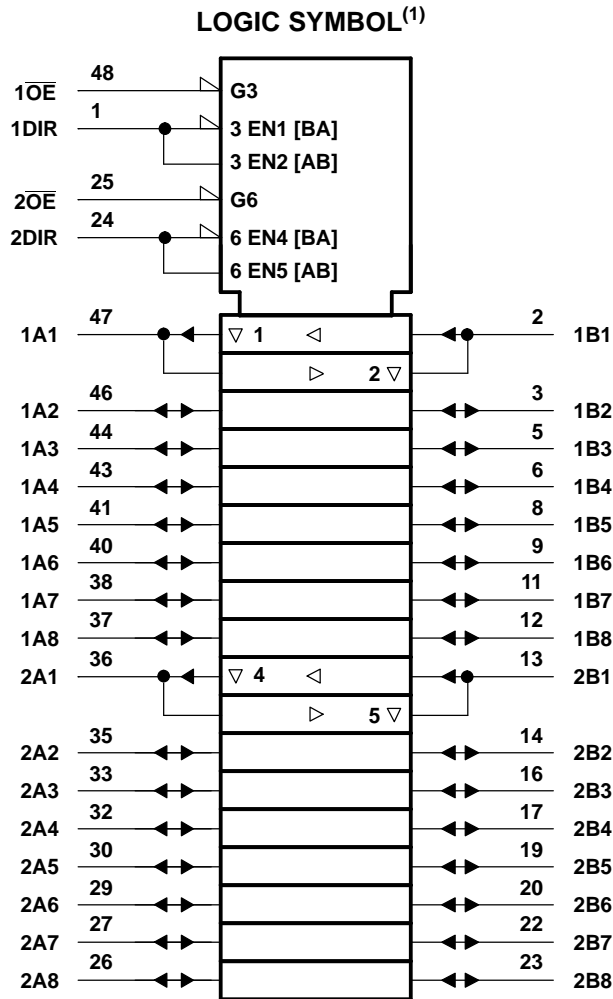 LOGIC SYMBOL(1)
1OE 48 G3
1DIR 1 3 EN1 [BA]
3 EN2 [AB]
2OE 25 G6
2DIR 24 6 EN4 [BA]
6 EN5 [AB]
1A1 47 1 2 1B1
2
1A2 46 3 1B2
1A3 44 5 1B3
1A4 43 6 1B4
1A5 41 8 1B5
1A6 40 9 1B6
1A7 38 11 1B7
1A8 37 12 1B8
2A1 36 4 13 2B1
5
2A2 35 14 2B2
2A3 33 16 2B3
2A4 32 17 2B4
2A5 30 19 2B5
2A6 29 20 2B6
2A7 27 22 2B7
2A8 26 23 2B8